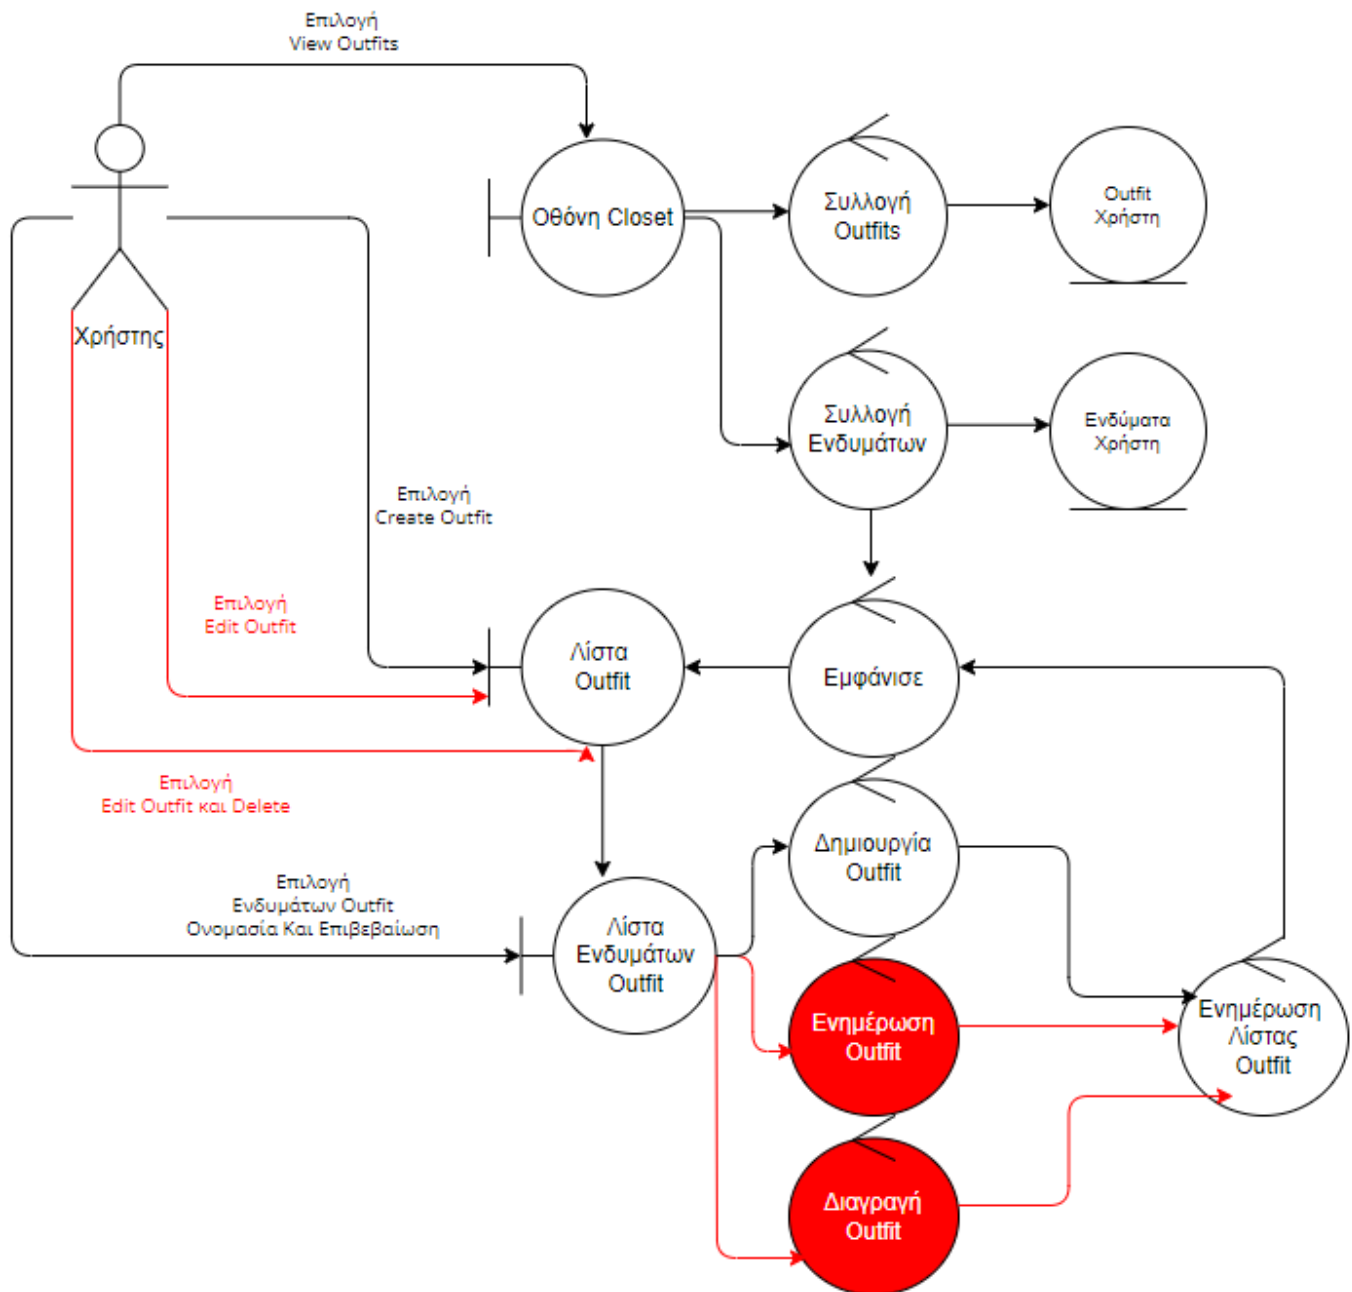 Επιλογή
View Outfits
Οθόνη Closet
Συλλογή
Outfits
Outfit
Χρήστη
Χρήστης
Συλλογή
Ενδυμάτων
Ενδύματα
Χρήστη
Επιλογή
Create Outfit
Επιλογή
Edit Outfit
Λίστα
Outfit
Εμφάνισε
Επιλογή
Edit Outfit και Delete
Δημιουργία
Outfit
Επιλογή
Ενδυμάτων Outfit
Ονομασία Και Επιβεβαίωση
Λίστα
Ενδυμάτων
Outfit
Ενημέρωση
Outfit
Ενημέρωση
Λίστας
Outfit
Διαγραγή
Outfit